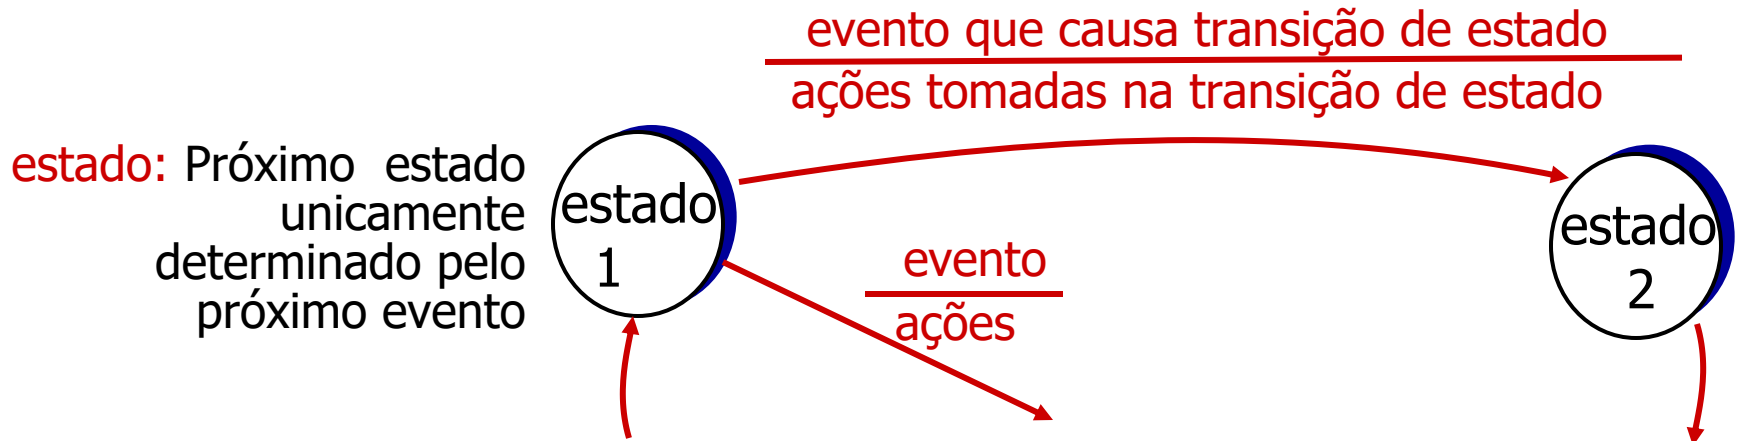 evento que causa transição de estado
ações tomadas na transição de estado
estado: Próximo estado
unicamente
determinado pelo
próximo evento
estado
1
evento
ações
estado
2